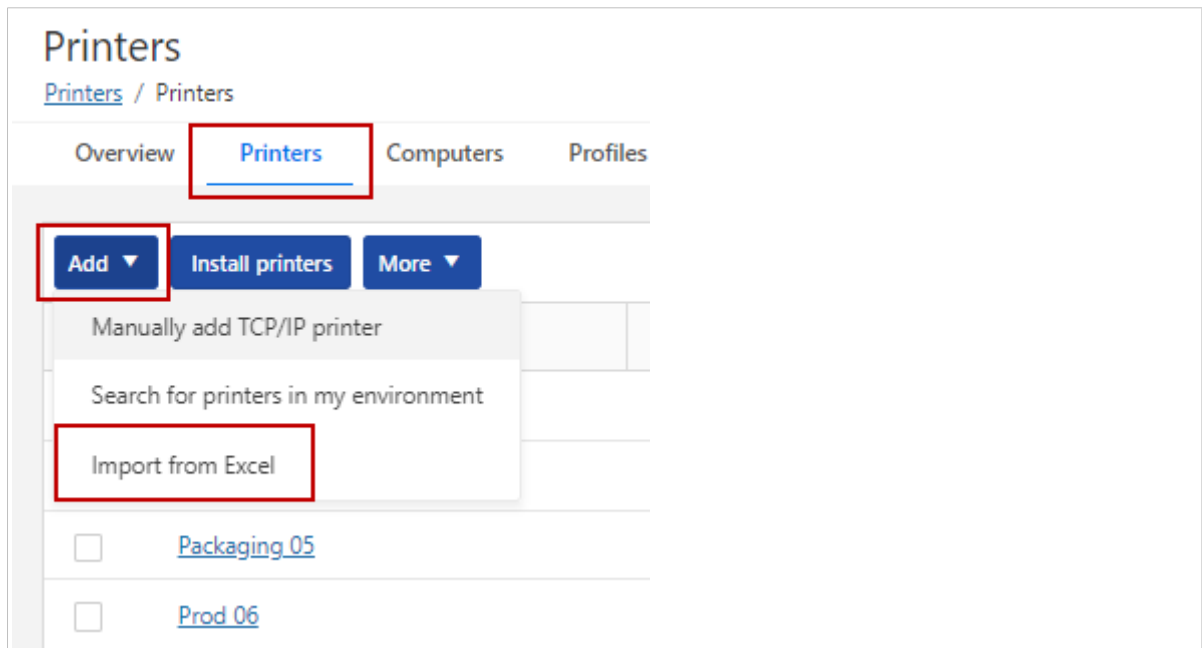 Printers
Printers / Printers
Overview Printers Computers Profiles
Add Install printers More
Manually add TCP/IP printer
Search for printers in my environment
Import from Excel
Packaging 05
Prod 06